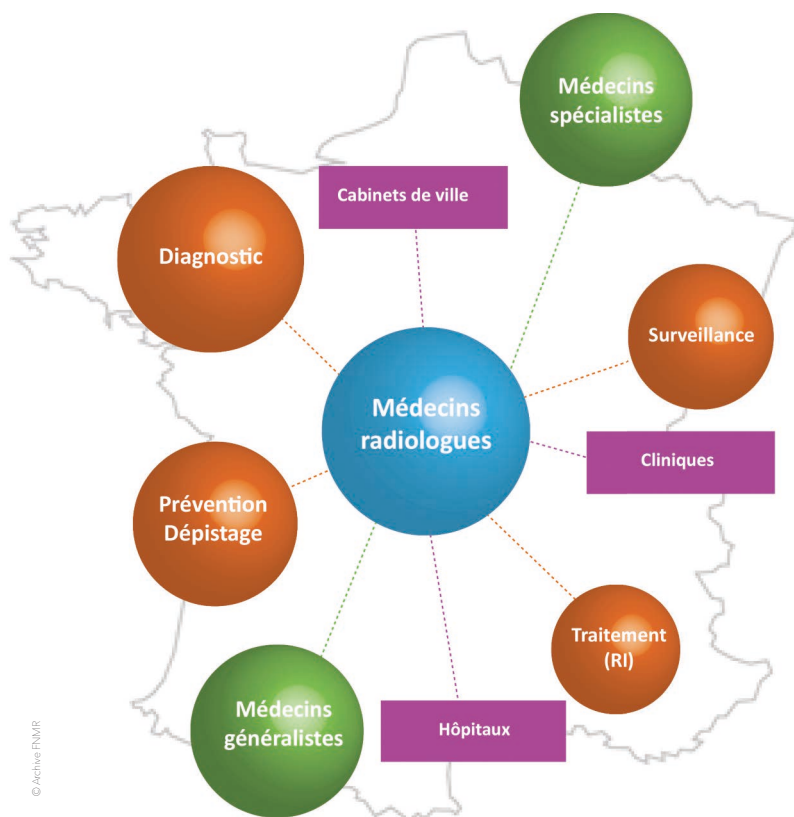 Médecins
spécialistes
Cabinets de ville
Diagnostic
Surveillance
Médecins
radiologues
Cliniques
Prévention
Dépistage
Traitement
(RI)
Médecins
généralistes
Hôpitaux
© Archive FNMR